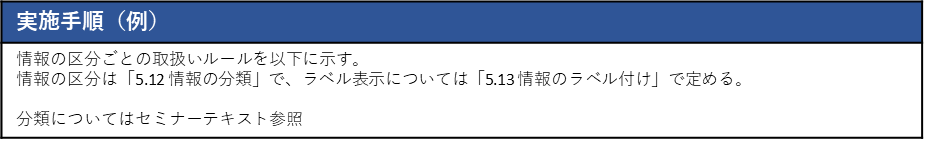 実施手順（例）
情報の区分ごとの取扱いルールを以下に示す。
情報の区分は「5.12 情報の分類」で、ラベル表示については「5.13 情報のラベル付け」で定める。
分類についてはセミナーテキスト参照